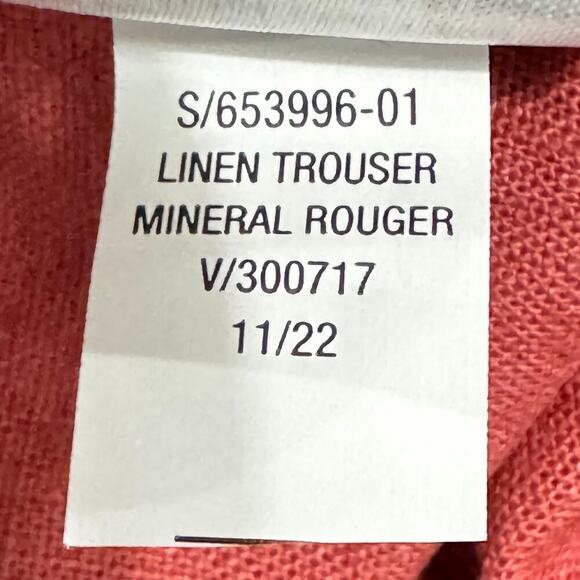 S/653996-01
LINEN TROUSER
MINERAL ROUGER
V/300717
11/22